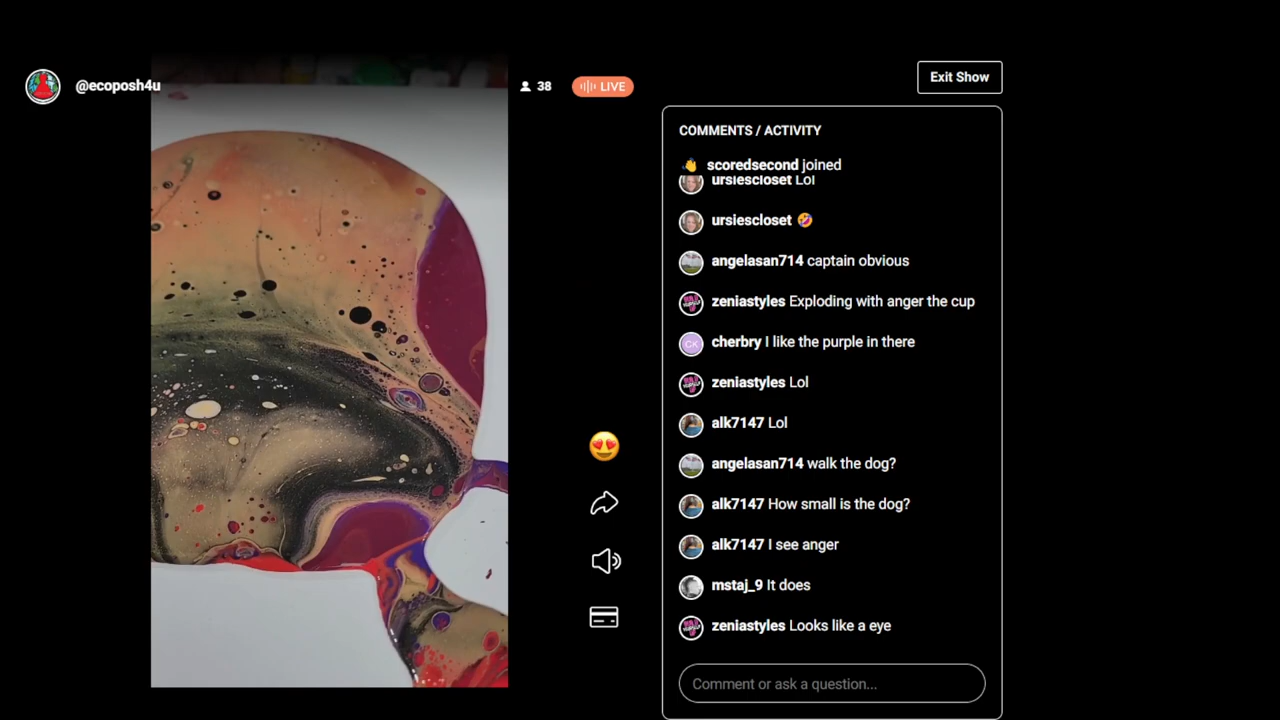 @ecoposh4u
38
LIVE
Exit Show
COMMENTS / ACTIVITY
👋 scoredsecond joined
ursiescloset Lol
ursiescloset 🤣
angelasan714 captain obvious
zeniastyles Exploding with anger the cup
CK cherbry I like the purple in there
zeniastyles Lol
alk7147 Lol
angelasan714 walk the dog?
alk7147 How small is the dog?
alk7147 I see anger
mstaj_9 It does
zeniastyles Looks like a eye
Comment or ask a question...